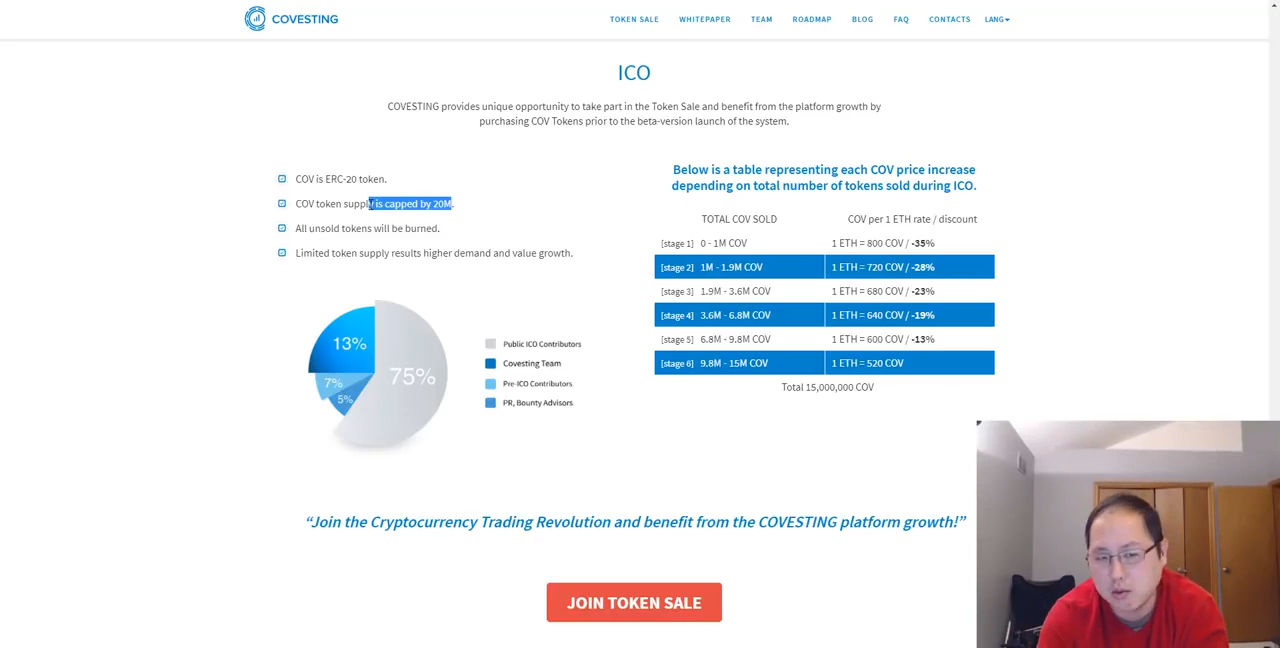 COVESTING
TOKEN SALE WHITEPAPER TEAM ROADMAP BLOG FAQ CONTACTS LANG
ICO
COVESTING provides unique opportunity to take part in the Token Sale and benefit from the platform growth by
purchasing COV Tokens prior to the beta-version launch of the system.
COV is ERC-20 token.
COV token supply is capped by 20M.
All unsold tokens will be burned.
Limited token supply results higher demand and value growth.
13%
7%
5%
75%
Public ICO Contributors
Covesting Team
Pre-ICO Contributors
PR, Bounty Advisors
Below is a table representing each COV price increase
depending on total number of tokens sold during ICO.
TOTAL COV SOLD COV per 1 ETH rate / discount
[stage 1] 0 - 1M COV 1 ETH = 800 COV / -35%
[stage 2] 1M - 1.9M COV 1 ETH = 720 COV / -28%
[stage 3] 1.9M - 3.6M COV 1 ETH = 680 COV / -23%
[stage 4] 3.6M - 6.8M COV 1 ETH = 640 COV / -19%
[stage 5] 6.8M - 9.8M COV 1 ETH = 600 COV / -13%
[stage 6] 9.8M - 15M COV 1 ETH = 520 COV
Total 15,000,000 COV
“Join the Cryptocurrency Trading Revolution and benefit from the COVESTING platform growth!”
JOIN TOKEN SALE